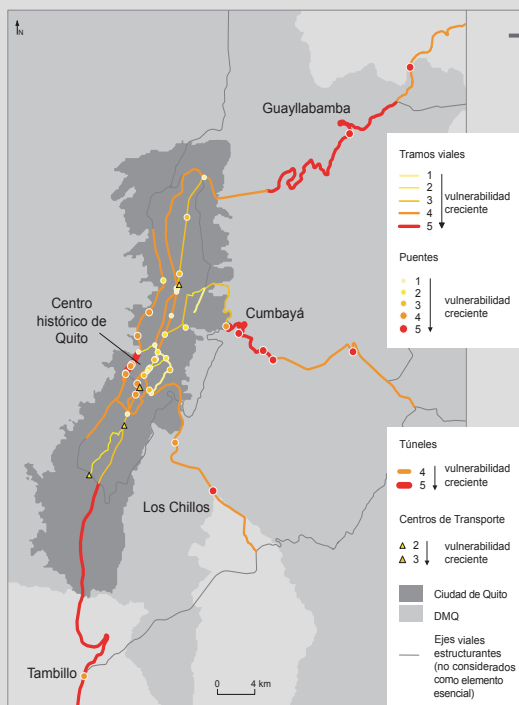 N
Guayllabamba
Centro
histórico de
Quito
Cumbayá
Los Chillos
Tambillo
0 4 km
Tramos viales
1
2
3
4
5
vulnerabilidad
creciente
Puentes
1
2
3
4
5
vulnerabilidad
creciente
Túneles
4
5
vulnerabilidad
creciente
Centros de Transporte
2
3
vulnerabilidad
creciente
Ciudad de Quito
DMQ
Ejes viales
estructurantes
(no considerados
como elemento
esencial)